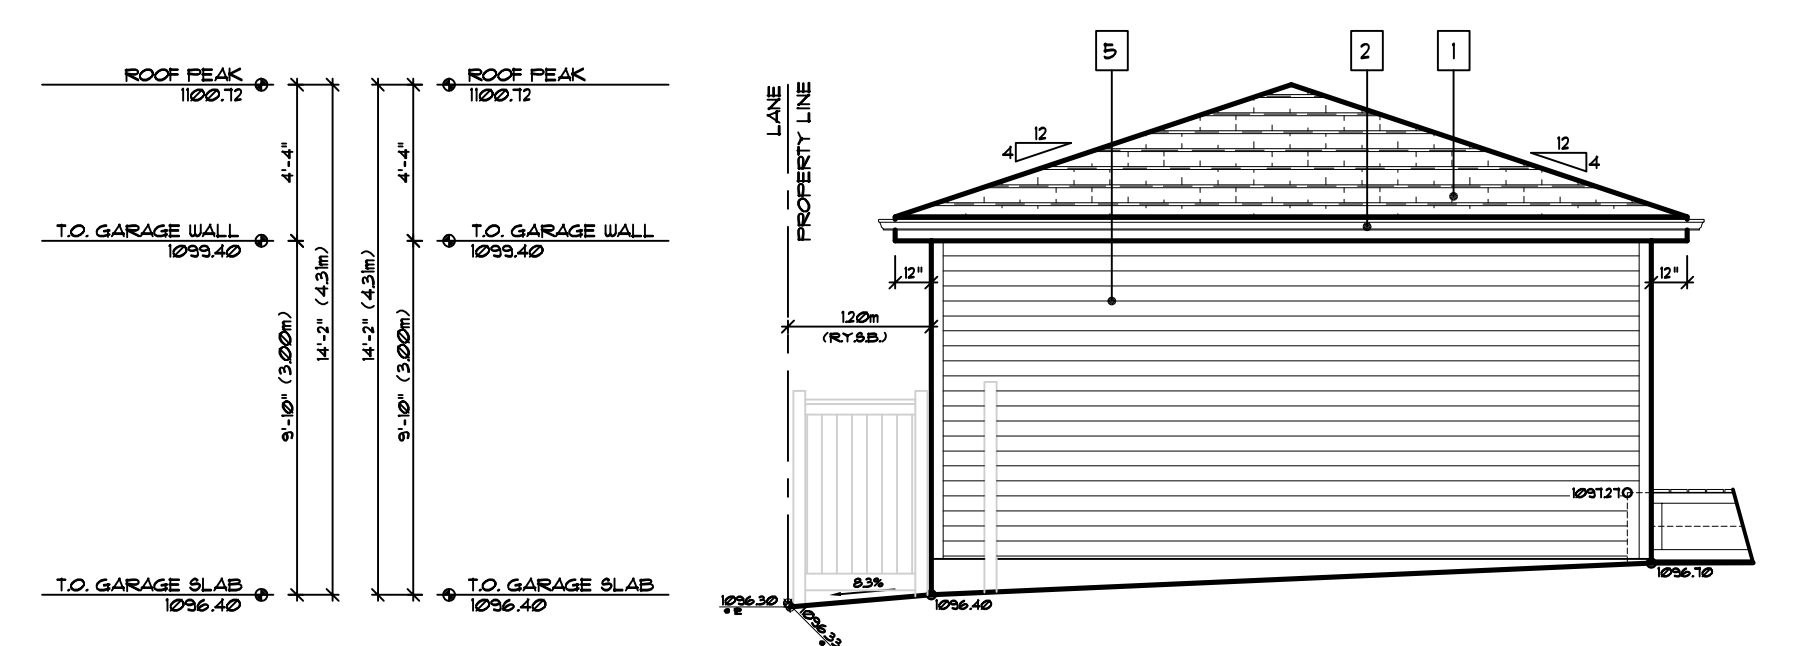 ROOF PEAK
1100.72
4'-4"
T.O. GARAGE WALL
1099.40
9'-10" (3.00m)
14'-2" (4.31m)
T.O. GARAGE SLAB
1096.40
ROOF PEAK
1100.72
4'-4"
T.O. GARAGE WALL
1099.40
14'-2" (4.31m)
9'-10" (3.00m)
T.O. GARAGE SLAB
1096.40
LANE
PROPERTY LINE
5
2
1
12
4
12
4
12"
12"
1.20m
(R.Y.S.B.)
8.3%
1097.27
1096.70
1096.40
1096.30
1096.33